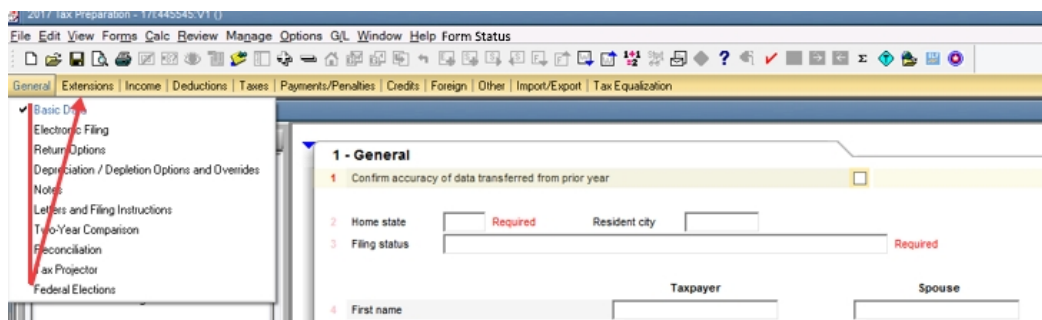 2017 Tax Preparation - 17I:445545:V1 ()
File Edit View Forms Calc Review Manage Options G/L Window Help Form Status
General | Extensions | Income | Deductions | Taxes | Payments/Penalties | Credits | Foreign | Other | Import/Export | Tax Equalization
Basic Data
Electronic Filing
Return Options
Depreciation / Depletion Options and Overrides
Notes
Letters and Filing Instructions
Two-Year Comparison
Reconciliation
Tax Projector
Federal Elections
1 - General
1 Confirm accuracy of data transferred from prior year
2 Home state Required Resident city
3 Filing status Required
Taxpayer Spouse
4 First name